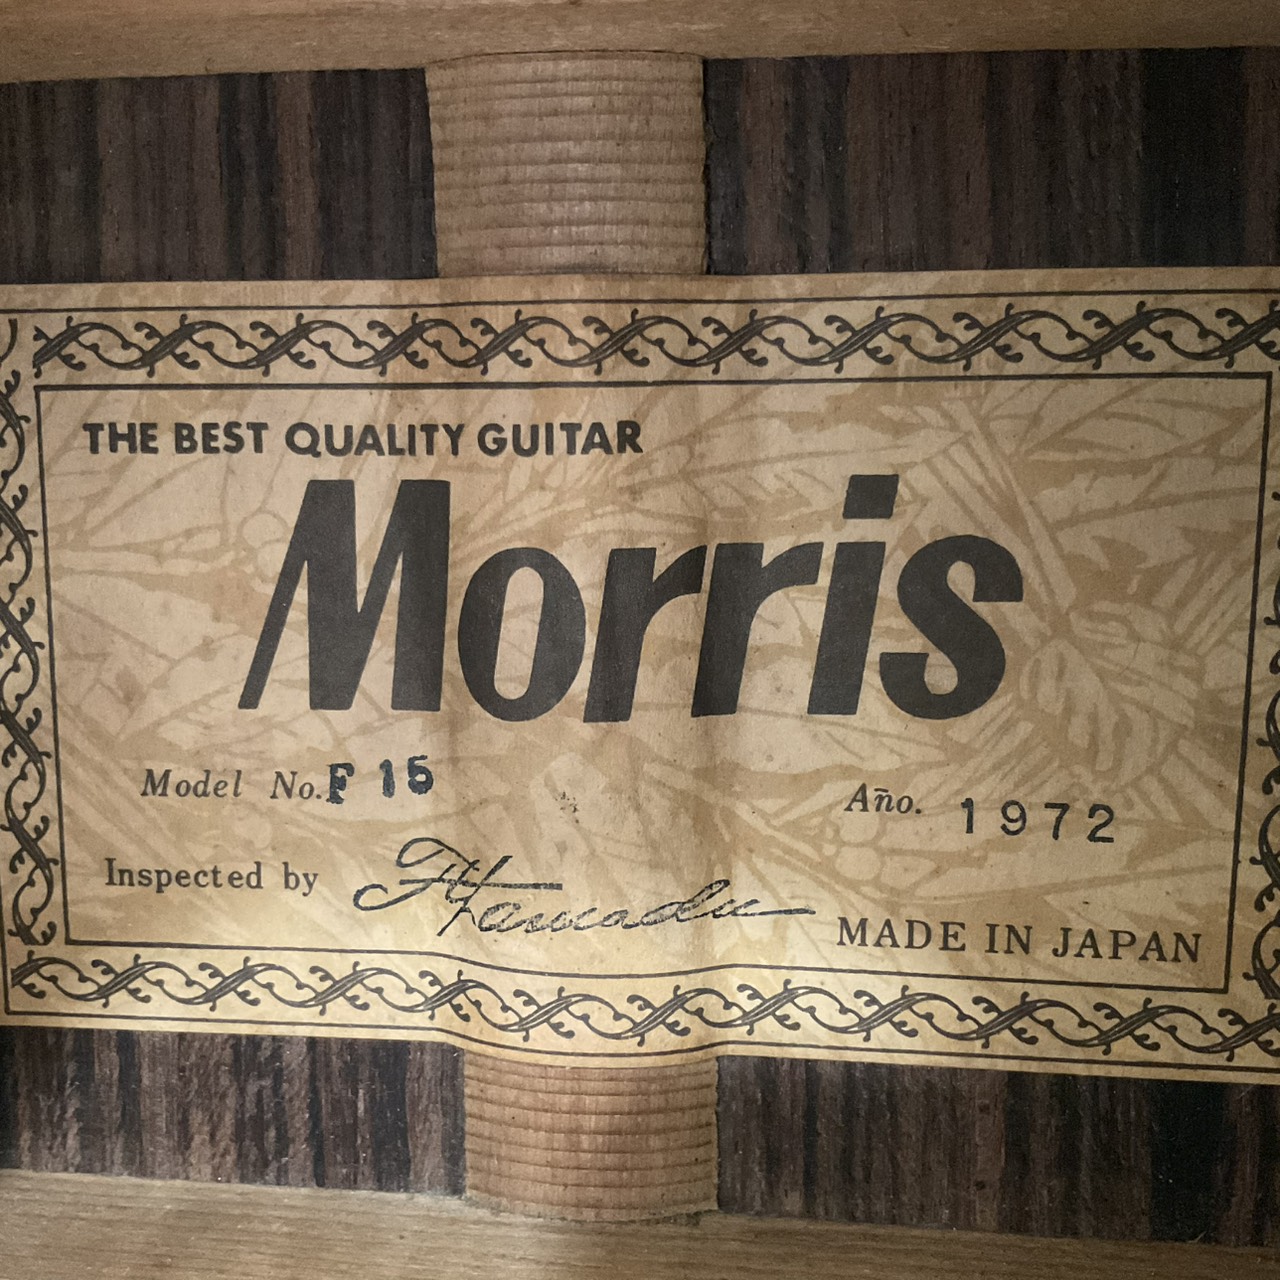 THE BEST QUALITY GUITAR
Morris
Model No. F 15
Año. 1972
Inspected by
MADE IN JAPAN